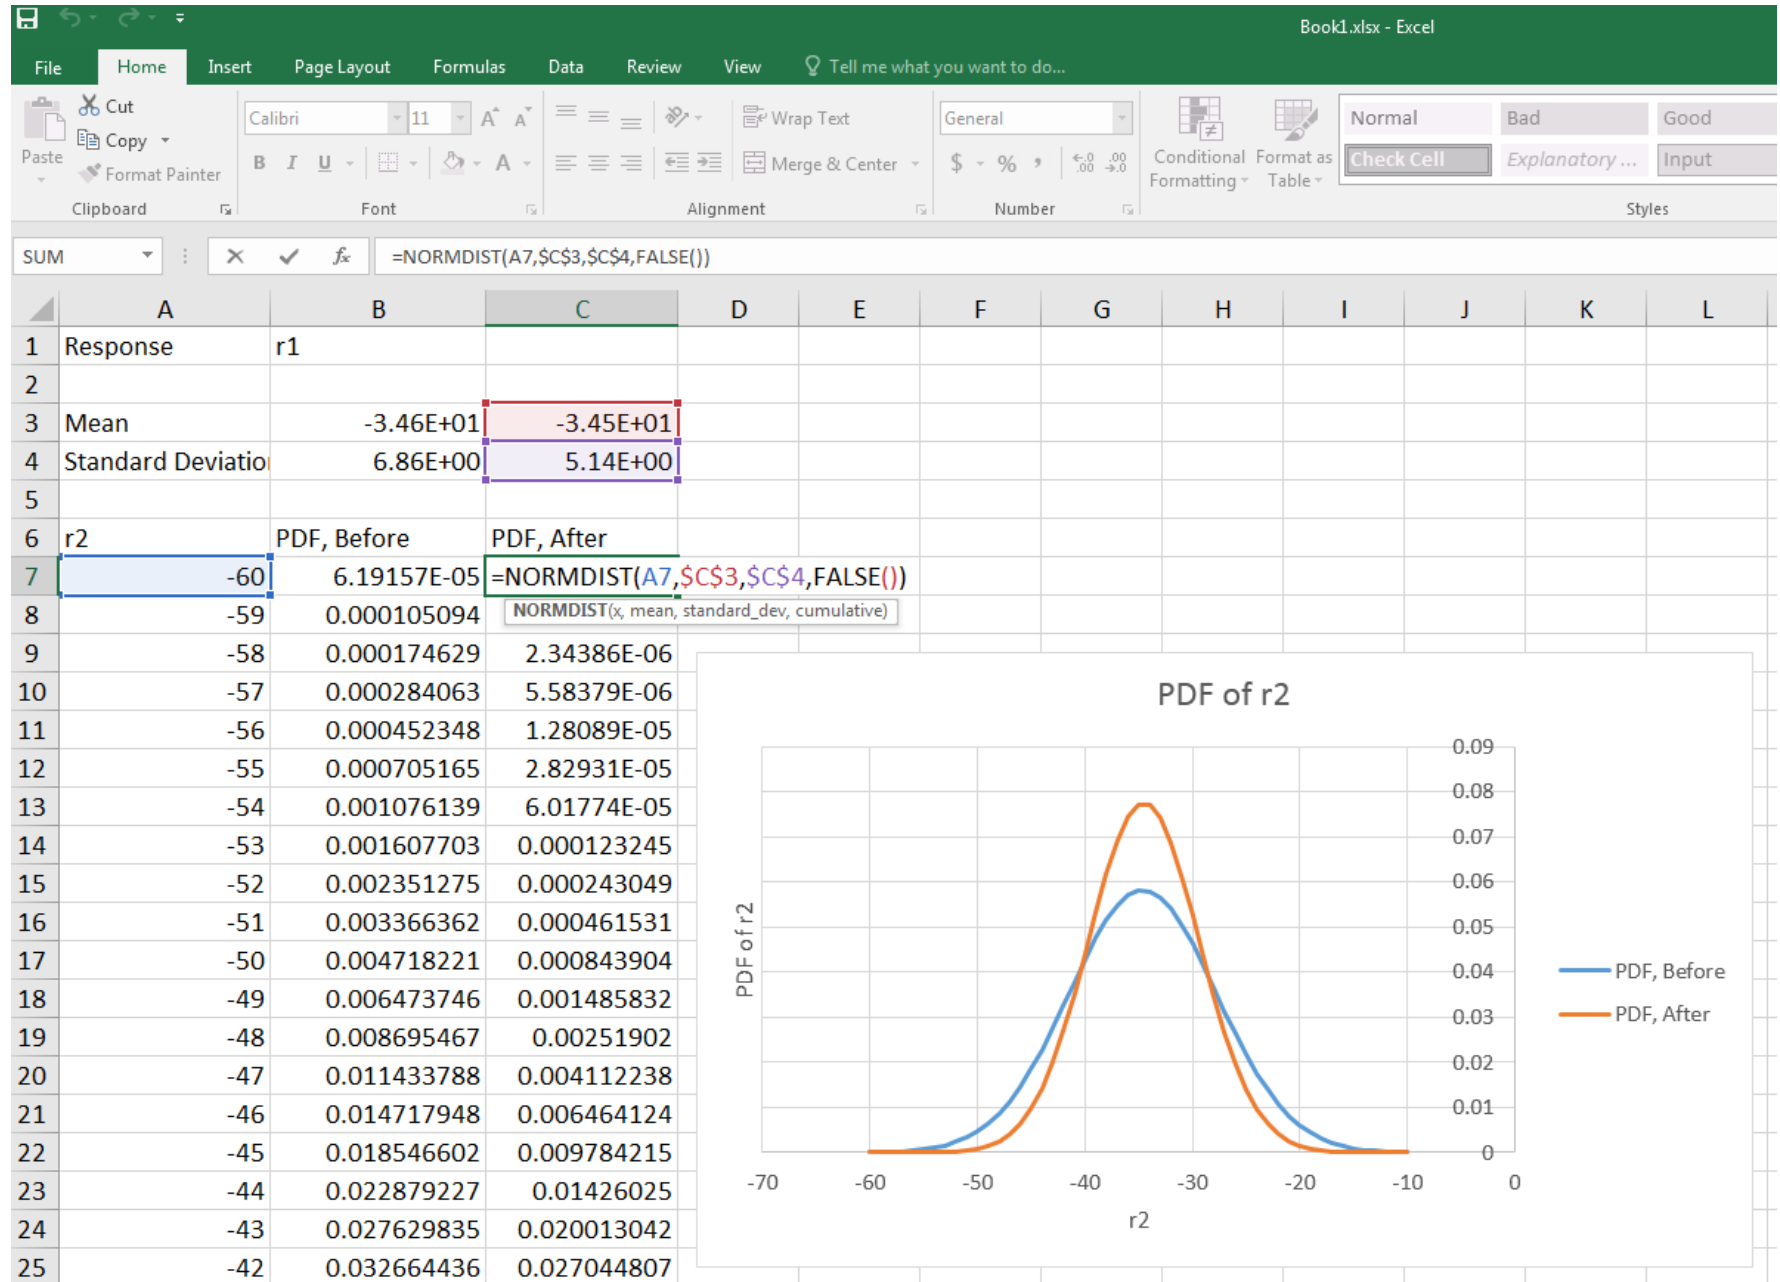 Book1.xlsx - Excel
File Home Insert Page Layout Formulas Data Review View Tell me what you want to do...
Paste
Cut
Copy
Format Painter
Clipboard
Calibri 11 A A
B I U A
Font
Wrap Text
Merge & Center
Alignment
General
$ % , .00 .00
.00 .0
Number
Conditional Formatting
Format as Table
Normal Bad Good
Check Cell Explanatory ... Input
Styles
SUM fx =NORMDIST(A7,$C$3,$C$4,FALSE())
A B C D E F G H I J K L
1 Response r1
2
3 Mean -3.46E+01 -3.45E+01
4 Standard Deviatio 6.86E+00 5.14E+00
5
6 r2 PDF, Before PDF, After
7 -60 6.19157E-05 =NORMDIST(A7,$C$3,$C$4,FALSE())
NORMDIST(x, mean, standard_dev, cumulative)
8 -59 0.000105094
9 -58 0.000174629 2.34386E-06
10 -57 0.000284063 5.58379E-06
11 -56 0.000452348 1.28089E-05
12 -55 0.000705165 2.82931E-05
13 -54 0.001076139 6.01774E-05
14 -53 0.001607703 0.000123245
15 -52 0.002351275 0.000243049
16 -51 0.003366362 0.000461531
17 -50 0.004718221 0.000843904
18 -49 0.006473746 0.001485832
19 -48 0.008695467 0.00251902
20 -47 0.011433788 0.004112238
21 -46 0.014717948 0.006464124
22 -45 0.018546602 0.009784215
23 -44 0.022879227 0.01426025
24 -43 0.027629835 0.020013042
25 -42 0.032664436 0.027044807
PDF of r2
PDF of r2
0.09
0.08
0.07
0.06
0.05
0.04
0.03
0.02
0.01
0
-70 -60 -50 -40 -30 -20 -10 0
r2
PDF, Before
PDF, After